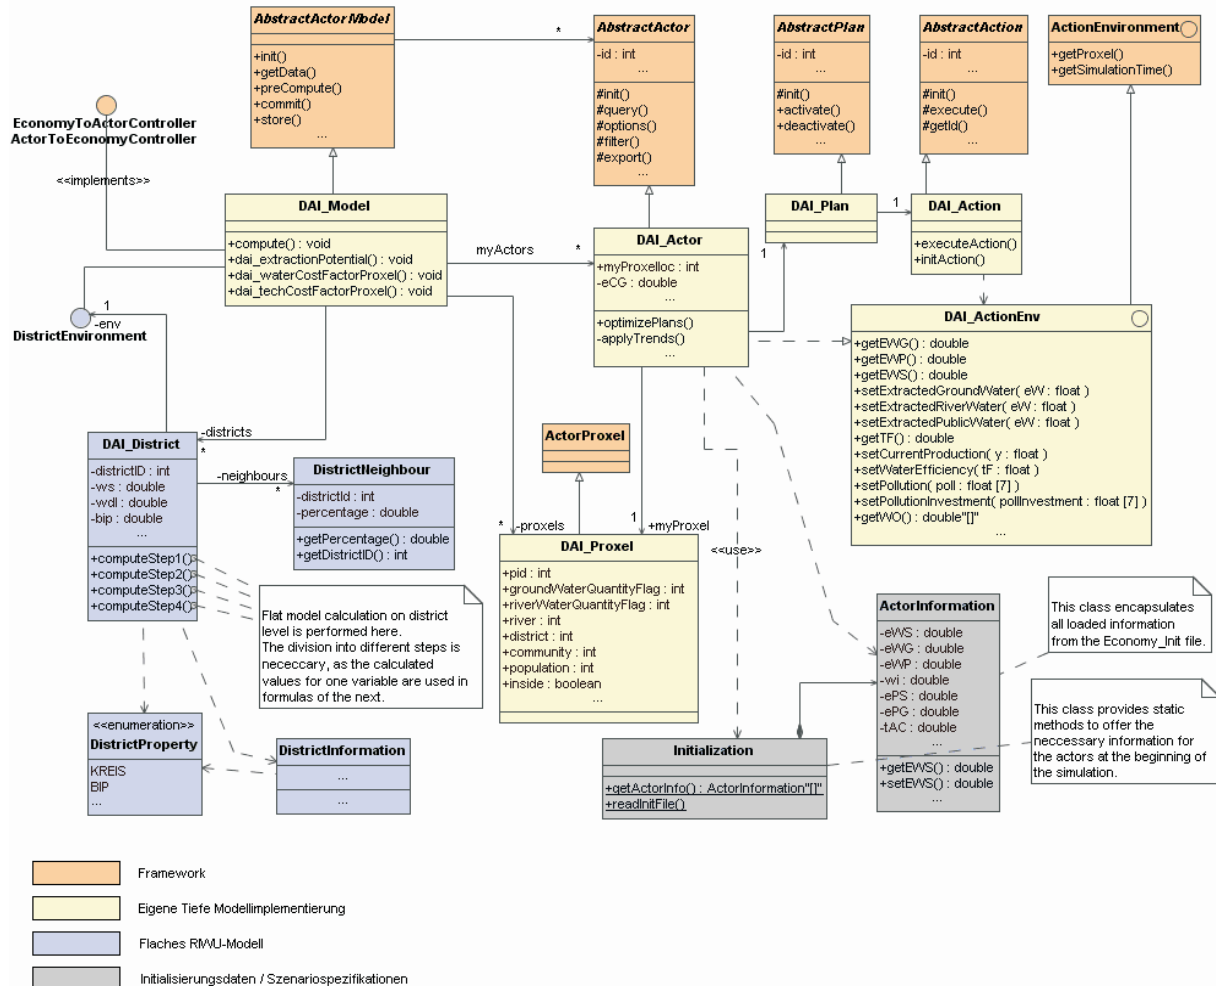 AbstractActorModel
+init()
+getData()
+preCompute()
+commit()
+store()
...
*
AbstractActor
-id : int
...
#init()
#query()
#options()
#filter()
#export()
...
AbstractPlan
-id : int
...
#init()
+activate()
+deactivate()
AbstractAction
-id : int
...
#init()
#execute()
#getId()
...
ActionEnvironment
+getProxel()
+getSimulationTime()
EconomyToActorController
ActorToEconomyController
<<implements>>
DAI_Model
+compute() : void
+dai_extractionPotential() : void
+dai_waterCostFactorProxel() : void
+dai_techCostFactorProxel() : void
myActors
*
DAI_Actor
+myProxelloc : int
-eCG : double
...
+optimizePlans()
-applyTrends()
...
1
DAI_Plan
1
DAI_Action
+executeAction()
+initAction()
1
-env
DistrictEnvironment
DAI_ActionEnv
+getEWG() : double
+getEWP() : double
+getEWS() : double
+setExtractedGroundWater( eW : float )
+setExtractedRiverWater( eW : float )
+setExtractedPublicWater( eW : float )
+getTF() : double
+setCurrentProduction( y : float )
+setWaterEfficiency( tF : float )
+setPollution( poll : float [7] )
+setPollutionInvestment( pollInvestment : float [7] )
+getWO() : double"[]"
...
-districts
*
DAI_District
-districtID : int
-ws : double
-wdl : double
-bip : double
...
+computeStep1()
+computeStep2()
+computeStep3()
+computeStep4()
-neighbours
*
DistrictNeighbour
-districtId : int
-percentage : double
+getPercentage() : double
+getDistrictID() : int
ActorProxel
* -proxels
1 +myProxel
<<use>>
DAI_Proxel
+pid : int
+groundWaterQuantityFlag : int
+riverWaterQuantityFlag : int
+river : int
+district : int
+community : int
+population : int
+inside : boolean
...
Flat model calculation on district
level is performed here.
The division into different steps is
nececcary, as the calculated
values for one variable are used in
formulas of the next.
ActorInformation
-eWS : double
-eWG : double
-eWP : double
-wi : double
-ePS : double
-ePG : double
-tAC : double
...
+getEWS() : double
+setEWS() : double
...
This class encapsulates
all loaded information
from the Economy_Init file.
This class provides static
methods to offer the
neccessary information for
the actors at the beginning of
the simulation.
<<enumeration>>
DistrictProperty
KREIS
BIP
...
DistrictInformation
...
...
Initialization
+getActorInfo() : ActorInformation"[]"
+readInitFile()
Framework
Eigene Tiefe Modellimplementierung
Flaches RIWU-Modell
Initialisierungsdaten / Szenariospezifikationen